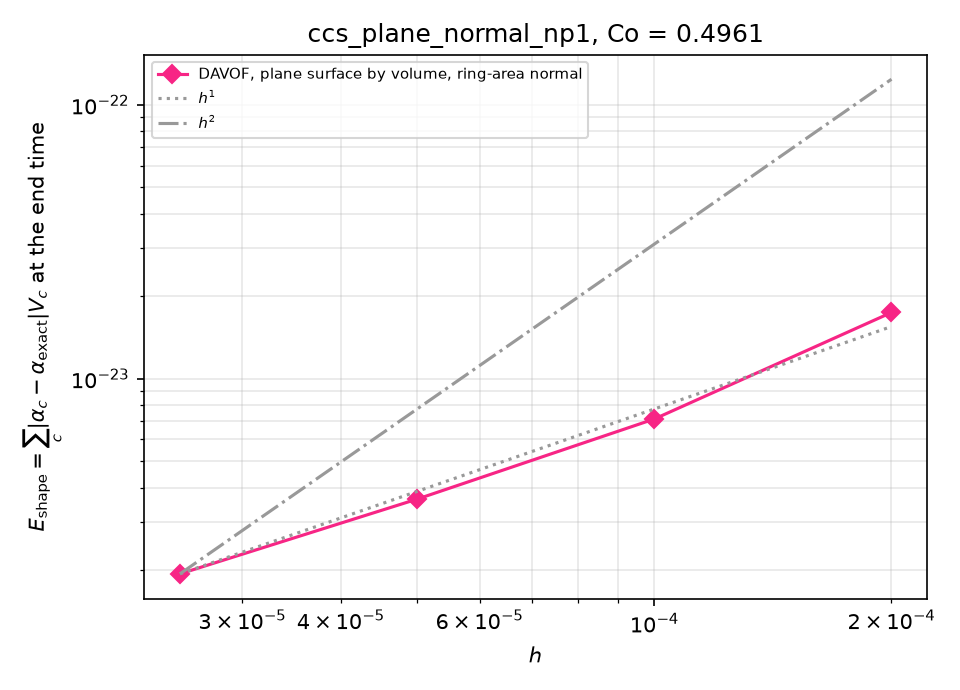 ccs_plane_normal_np1, Co = 0.4961
DAVOF, plane surface by volume, ring-area normal
h¹
h²
10⁻²²
10⁻²³
E_shape = ∑_c |α_c − α_exact|V_c at the end time
3 × 10⁻⁵ 4 × 10⁻⁵ 6 × 10⁻⁵ 10⁻⁴ 2 × 10⁻⁴
h